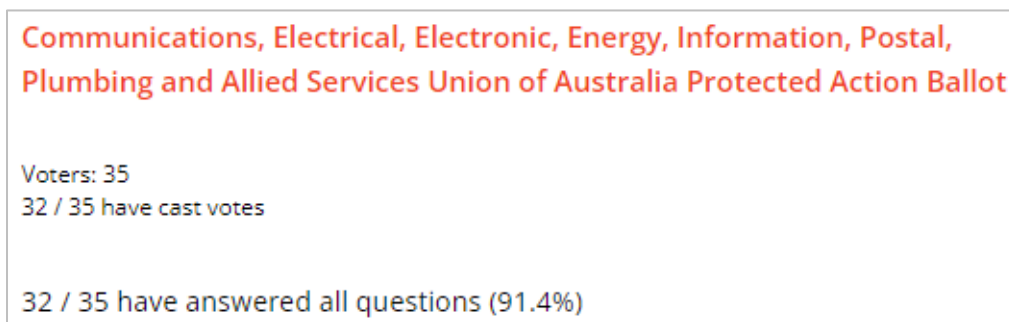 Communications, Electrical, Electronic, Energy, Information, Postal,
Plumbing and Allied Services Union of Australia Protected Action Ballot
Voters: 35
32 / 35 have cast votes
32 / 35 have answered all questions (91.4%)